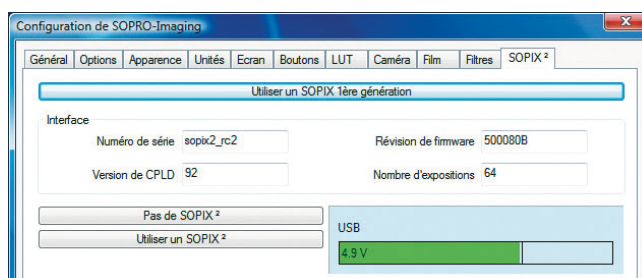 Configuration de SOPRO-Imaging
Général Options Apparence Unités Ecran Boutons LUT Caméra Film Filtres SOPIX ²
Utiliser un SOPIX 1ère génération
Interface
Numéro de série sopix2_rc2 Révision de firmware 500080B
Version de CPLD 92 Nombre d'expositions 64
Pas de SOPIX ²
Utiliser un SOPIX ²
USB
4.9 V